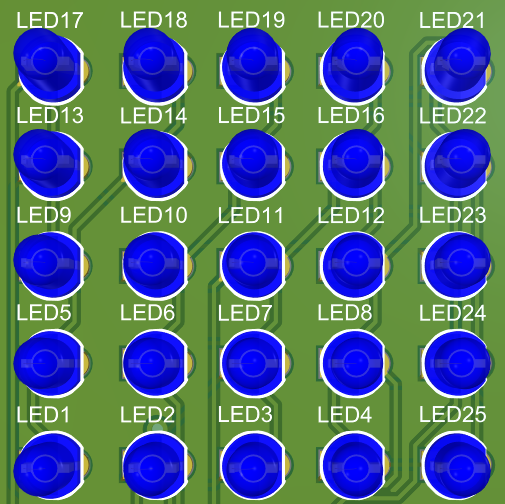 LED17 LED18 LED19 LED20 LED21
LED13 LED14 LED15 LED16 LED22
LED9 LED10 LED11 LED12 LED23
LED5 LED6 LED7 LED8 LED24
LED1 LED2 LED3 LED4 LED25